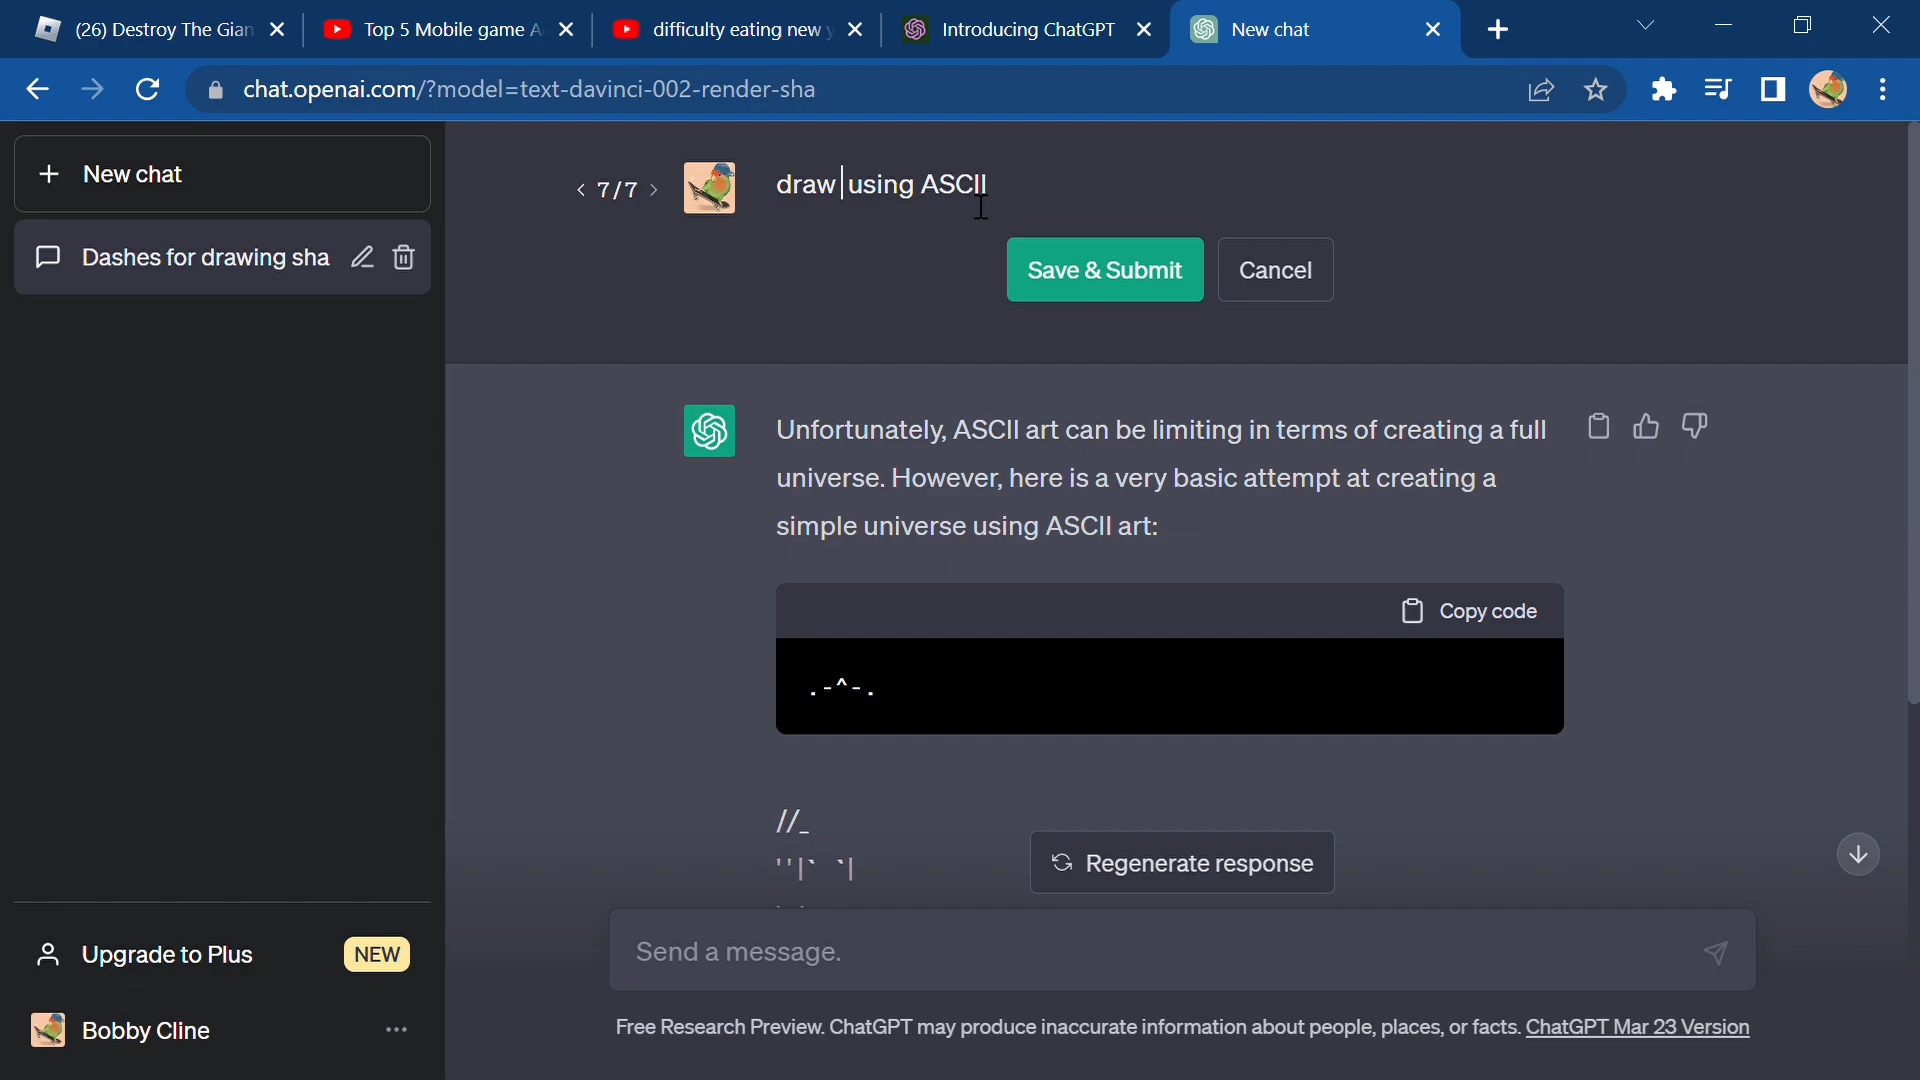 (26) Destroy The Gian
Top 5 Mobile game A
difficulty eating new y
Introducing ChatGPT
New chat
chat.openai.com/?model=text-davinci-002-render-sha
New chat
Dashes for drawing sha
< 7/7 >
draw using ASCII
Save & Submit
Cancel
Unfortunately, ASCII art can be limiting in terms of creating a full
universe. However, here is a very basic attempt at creating a
simple universe using ASCII art:
Copy code
.-^-.
//_
''|` `|
Regenerate response
Send a message.
Upgrade to Plus
NEW
Bobby Cline
Free Research Preview. ChatGPT may produce inaccurate information about people, places, or facts. ChatGPT Mar 23 Version